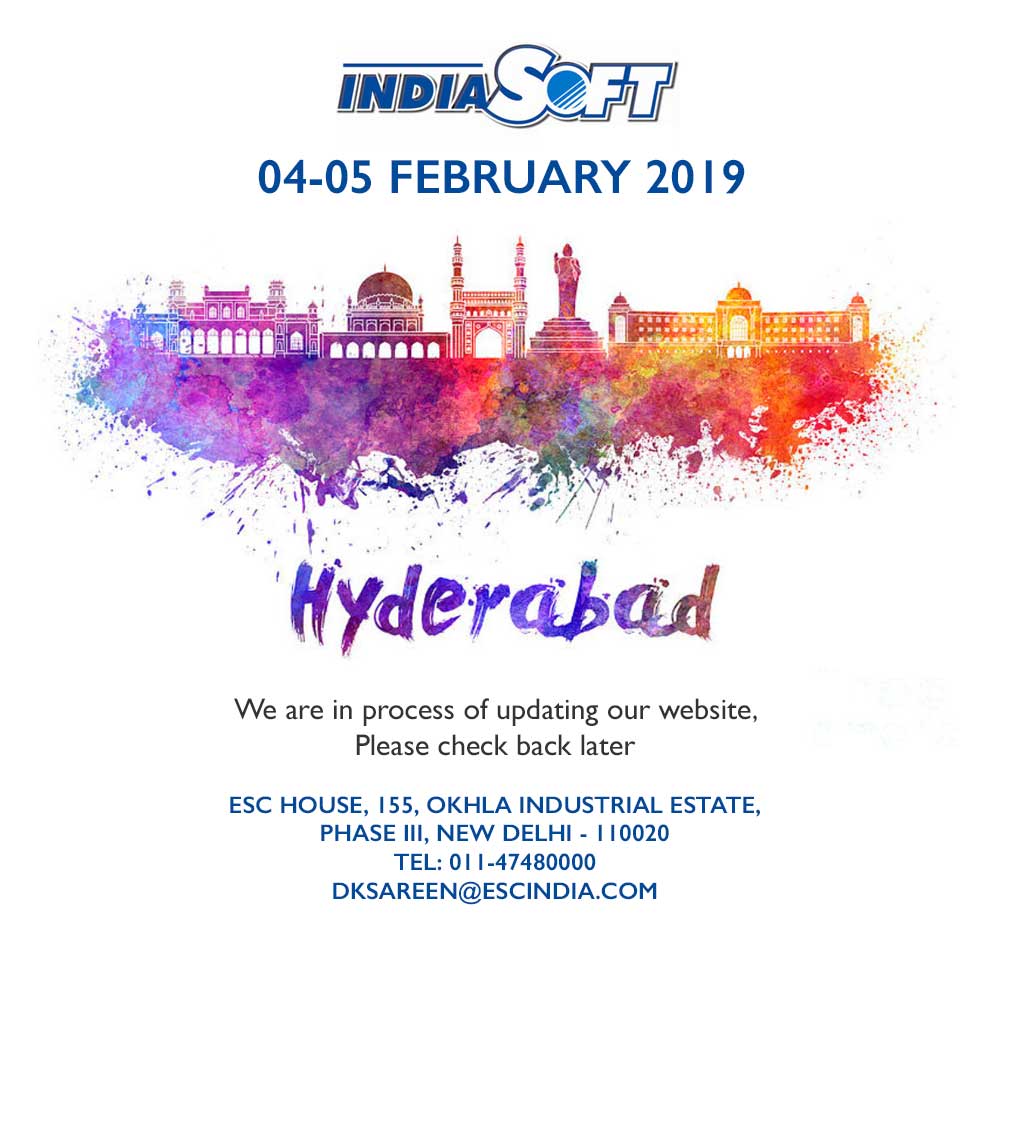 INDIASOFT
04-05 FEBRUARY 2019
Hyderabad
We are in process of updating our website,
Please check back later
ESC HOUSE, 155, OKHLA INDUSTRIAL ESTATE,
PHASE III, NEW DELHI - 110020
TEL: 011-47480000
DKSAREEN@ESCINDIA.COM